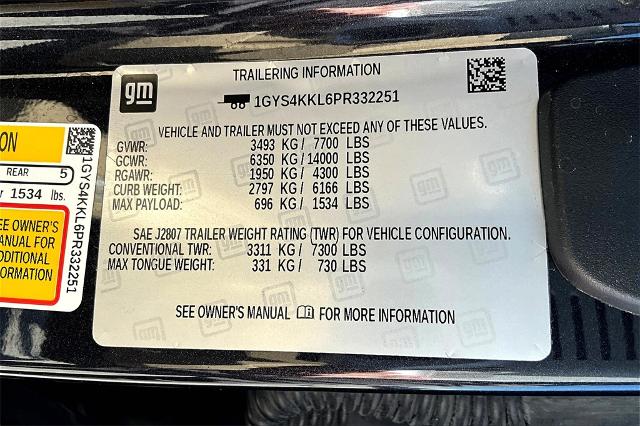 gm
TRAILERING INFORMATION
1GYS4KKL6PR332251
VEHICLE AND TRAILER MUST NOT EXCEED ANY OF THESE VALUES.
GVWR: 3493 KG / 7700 LBS
GCWR: 6350 KG / 14000 LBS
RGAWR: 1950 KG / 4300 LBS
CURB WEIGHT: 2797 KG / 6166 LBS
MAX PAYLOAD: 696 KG / 1534 LBS
SAE J2807 TRAILER WEIGHT RATING (TWR) FOR VEHICLE CONFIGURATION.
CONVENTIONAL TWR: 3311 KG / 7300 LBS
MAX TONGUE WEIGHT: 331 KG / 730 LBS
SEE OWNER'S MANUAL FOR MORE INFORMATION
ON
REAR 5
1534 lbs.
EE OWNER'S
MANUAL FOR
DDITIONAL
FORMATION
1GYS4KKL6PR332251